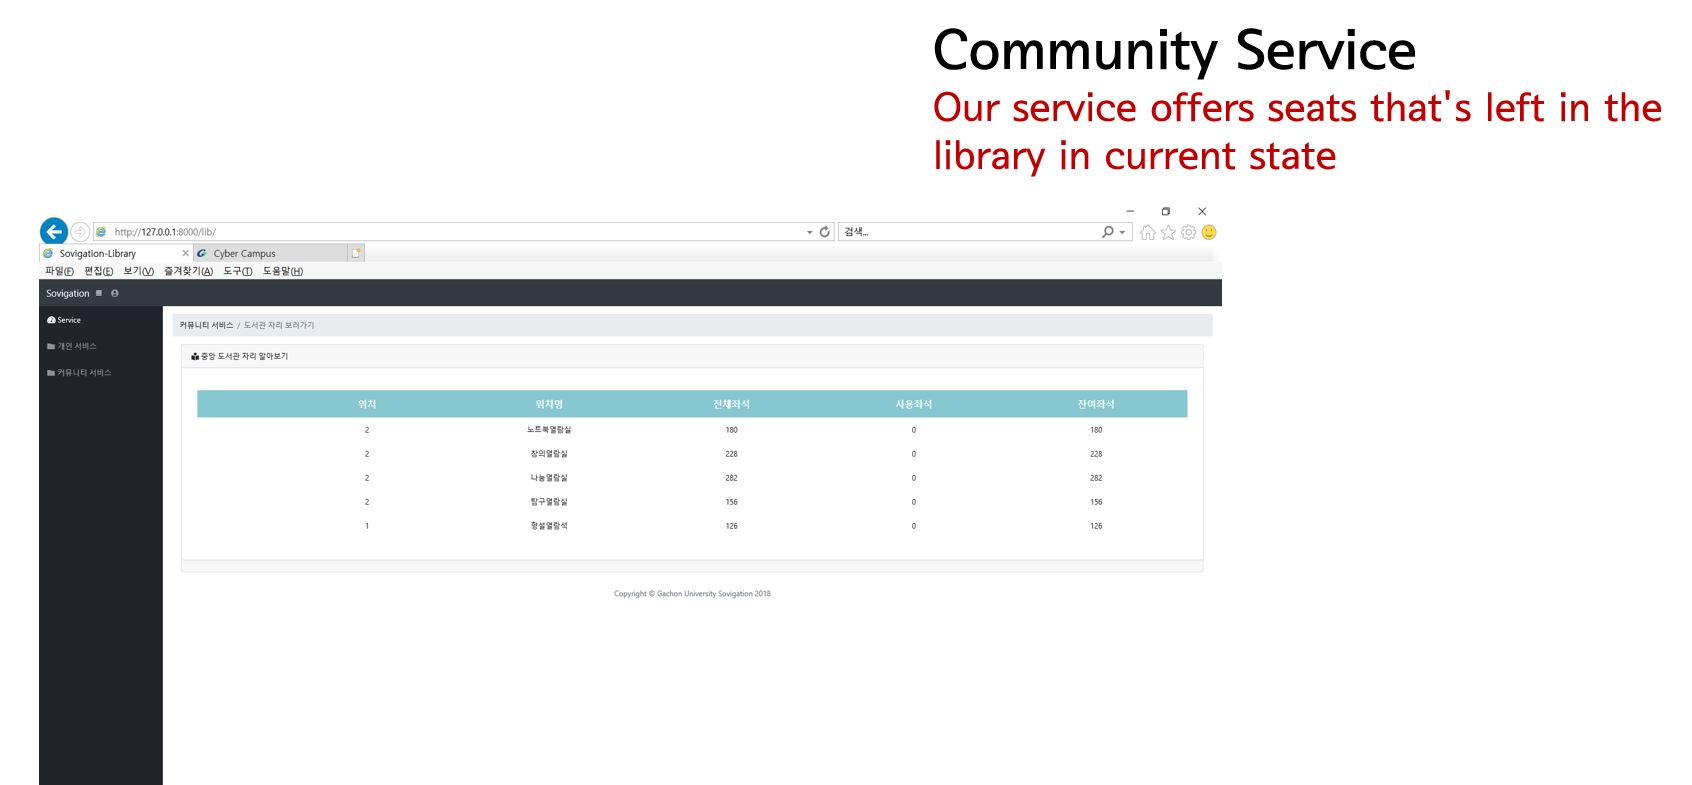 Community Service
Our service offers seats that's left in the
library in current state
http://127.0.0.1:8000/lib/
검색...
Sovigation-Library
Cyber Campus
파일(F) 편집(E) 보기(V) 즐겨찾기(A) 도구(T) 도움말(H)
Sovigation
Service
개인 서비스
커뮤니티 서비스
커뮤니티 서비스 / 도서관 자리 보러가기
중앙 도서관 자리 알아보기
위치 위치명 전체좌석 사용좌석 잔여좌석
2 노트북열람실 180 0 180
2 창의열람실 228 0 228
2 나눔열람실 282 0 282
2 탐구열람실 156 0 156
1 형설열람석 126 0 126
Copyright © Gachon University Sovigation 2018